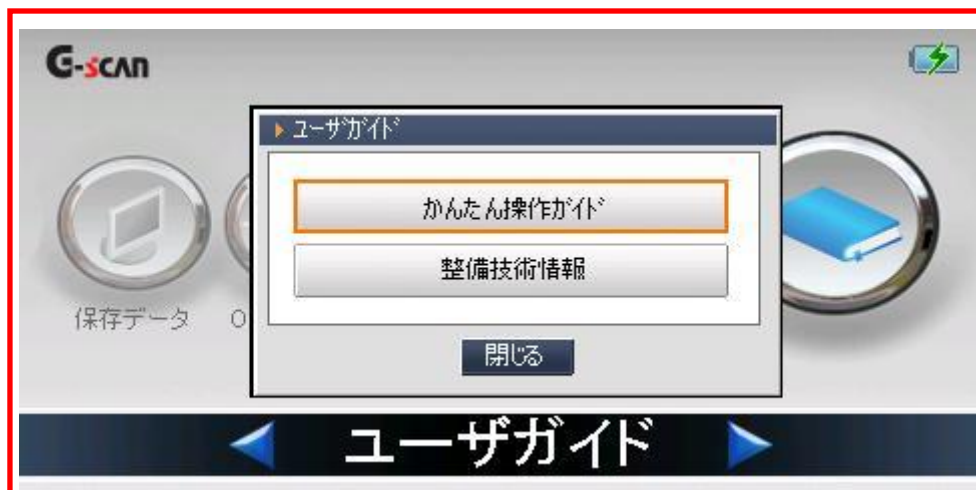 G-scan
ユーザガイド
かんたん操作ガイド
整備技術情報
保存データ
O
閉じる
ユーザガイド